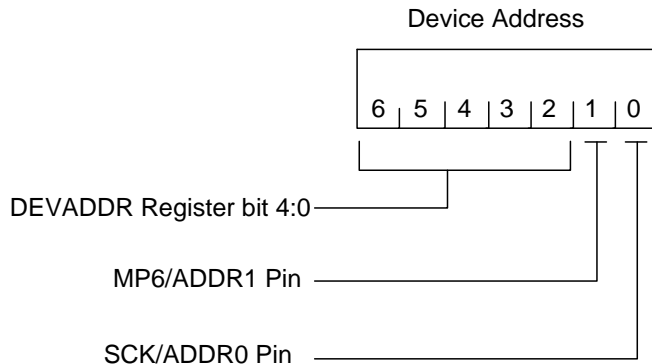 Device Address
6 5 4 3 2 1 0
DEVADDR Register bit 4:0
MP6/ADDR1 Pin
SCK/ADDR0 Pin